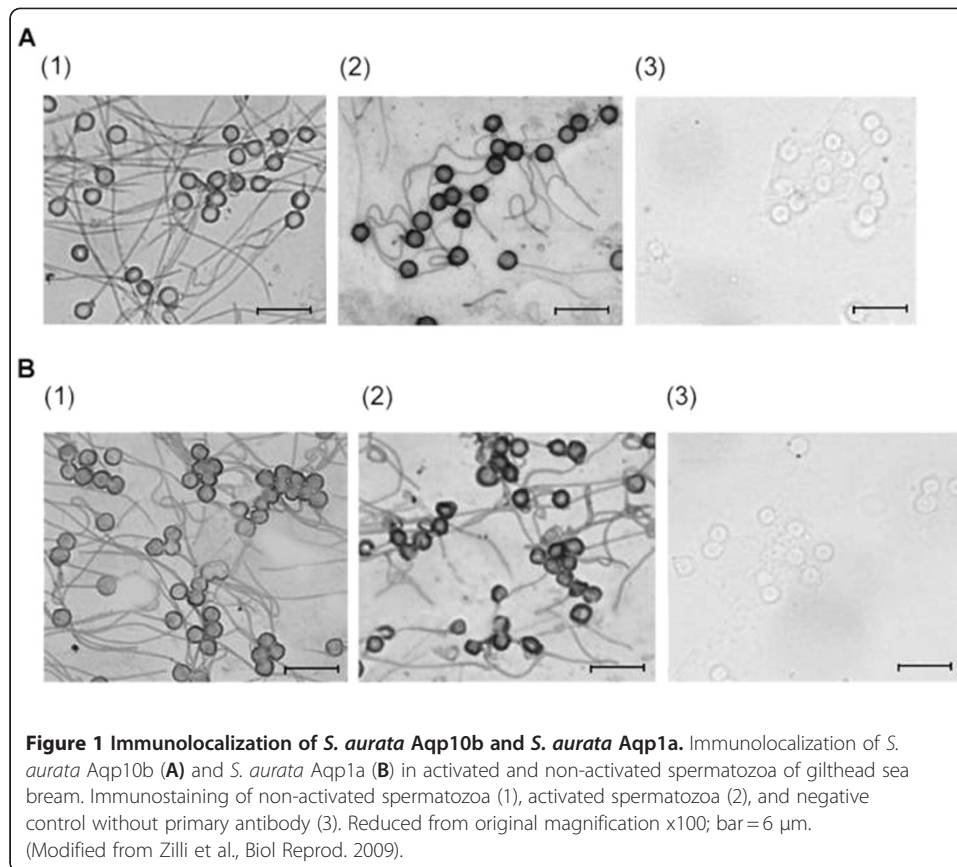 A
(1) (2) (3)
B
(1) (2) (3)
Figure 1 Immunolocalization of S. aurata Aqp10b and S. aurata Aqp1a. Immunolocalization of S.
aurata Aqp10b (A) and S. aurata Aqp1a (B) in activated and non-activated spermatozoa of gilthead sea
bream. Immunostaining of non-activated spermatozoa (1), activated spermatozoa (2), and negative
control without primary antibody (3). Reduced from original magnification x100; bar = 6 μm.
(Modified from Zilli et al., Biol Reprod. 2009).